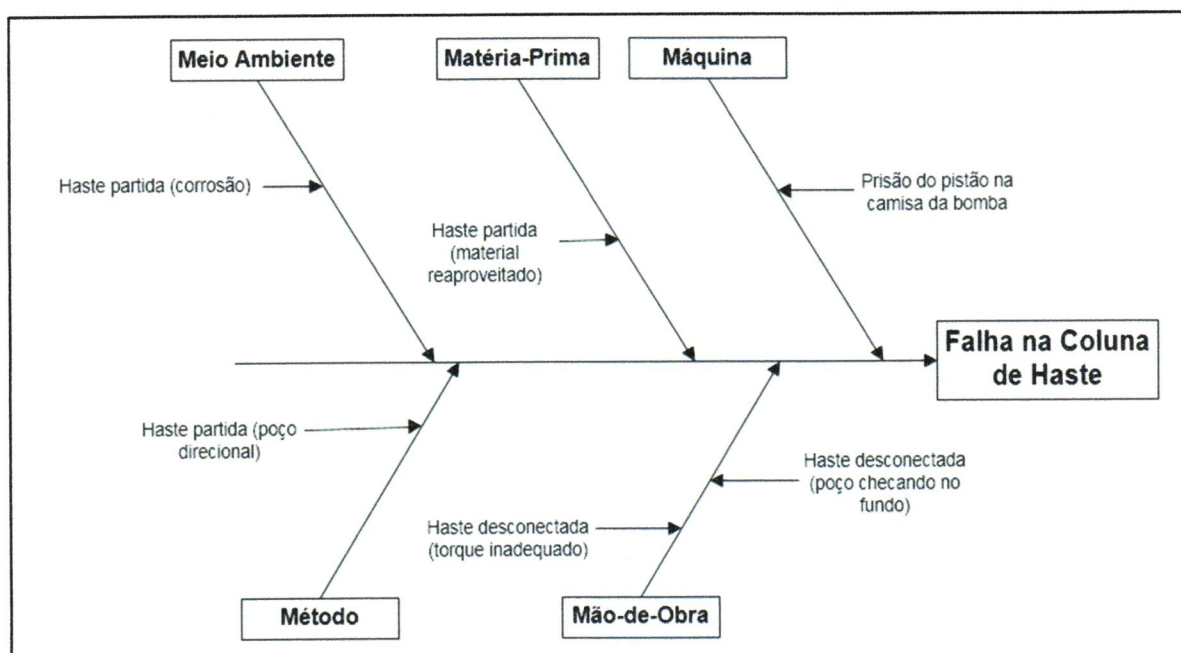 Meio Ambiente
Matéria-Prima
Máquina
Haste partida (corrosão)
Prisão do pistão na
camisa da bomba
Haste partida
(material
reaproveitado)
Falha na Coluna
de Haste
Haste partida (poço
direcional)
Haste desconectada
(poço checando no
fundo)
Haste desconectada
(torque inadequado)
Método
Mão-de-Obra